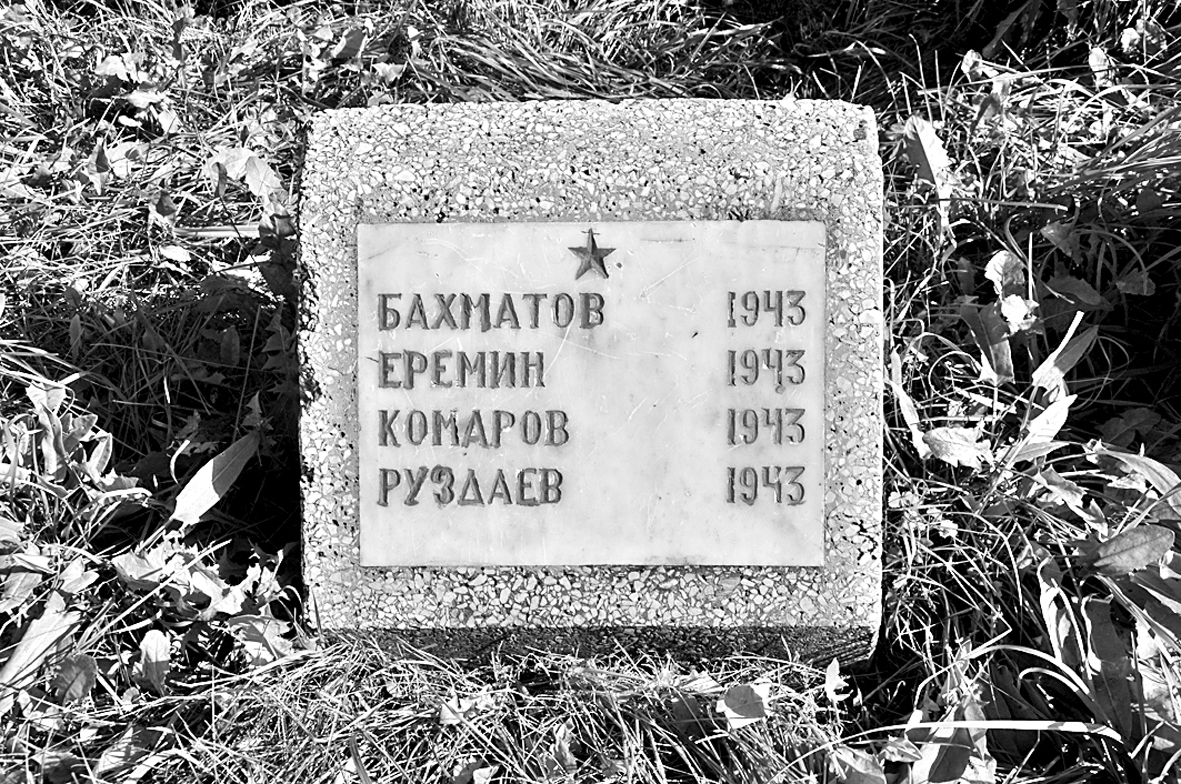 БАХМАТОВ 1943
ЕРЕМИН 1943
КОМАРОВ 1943
РУЗДАЕВ 1943